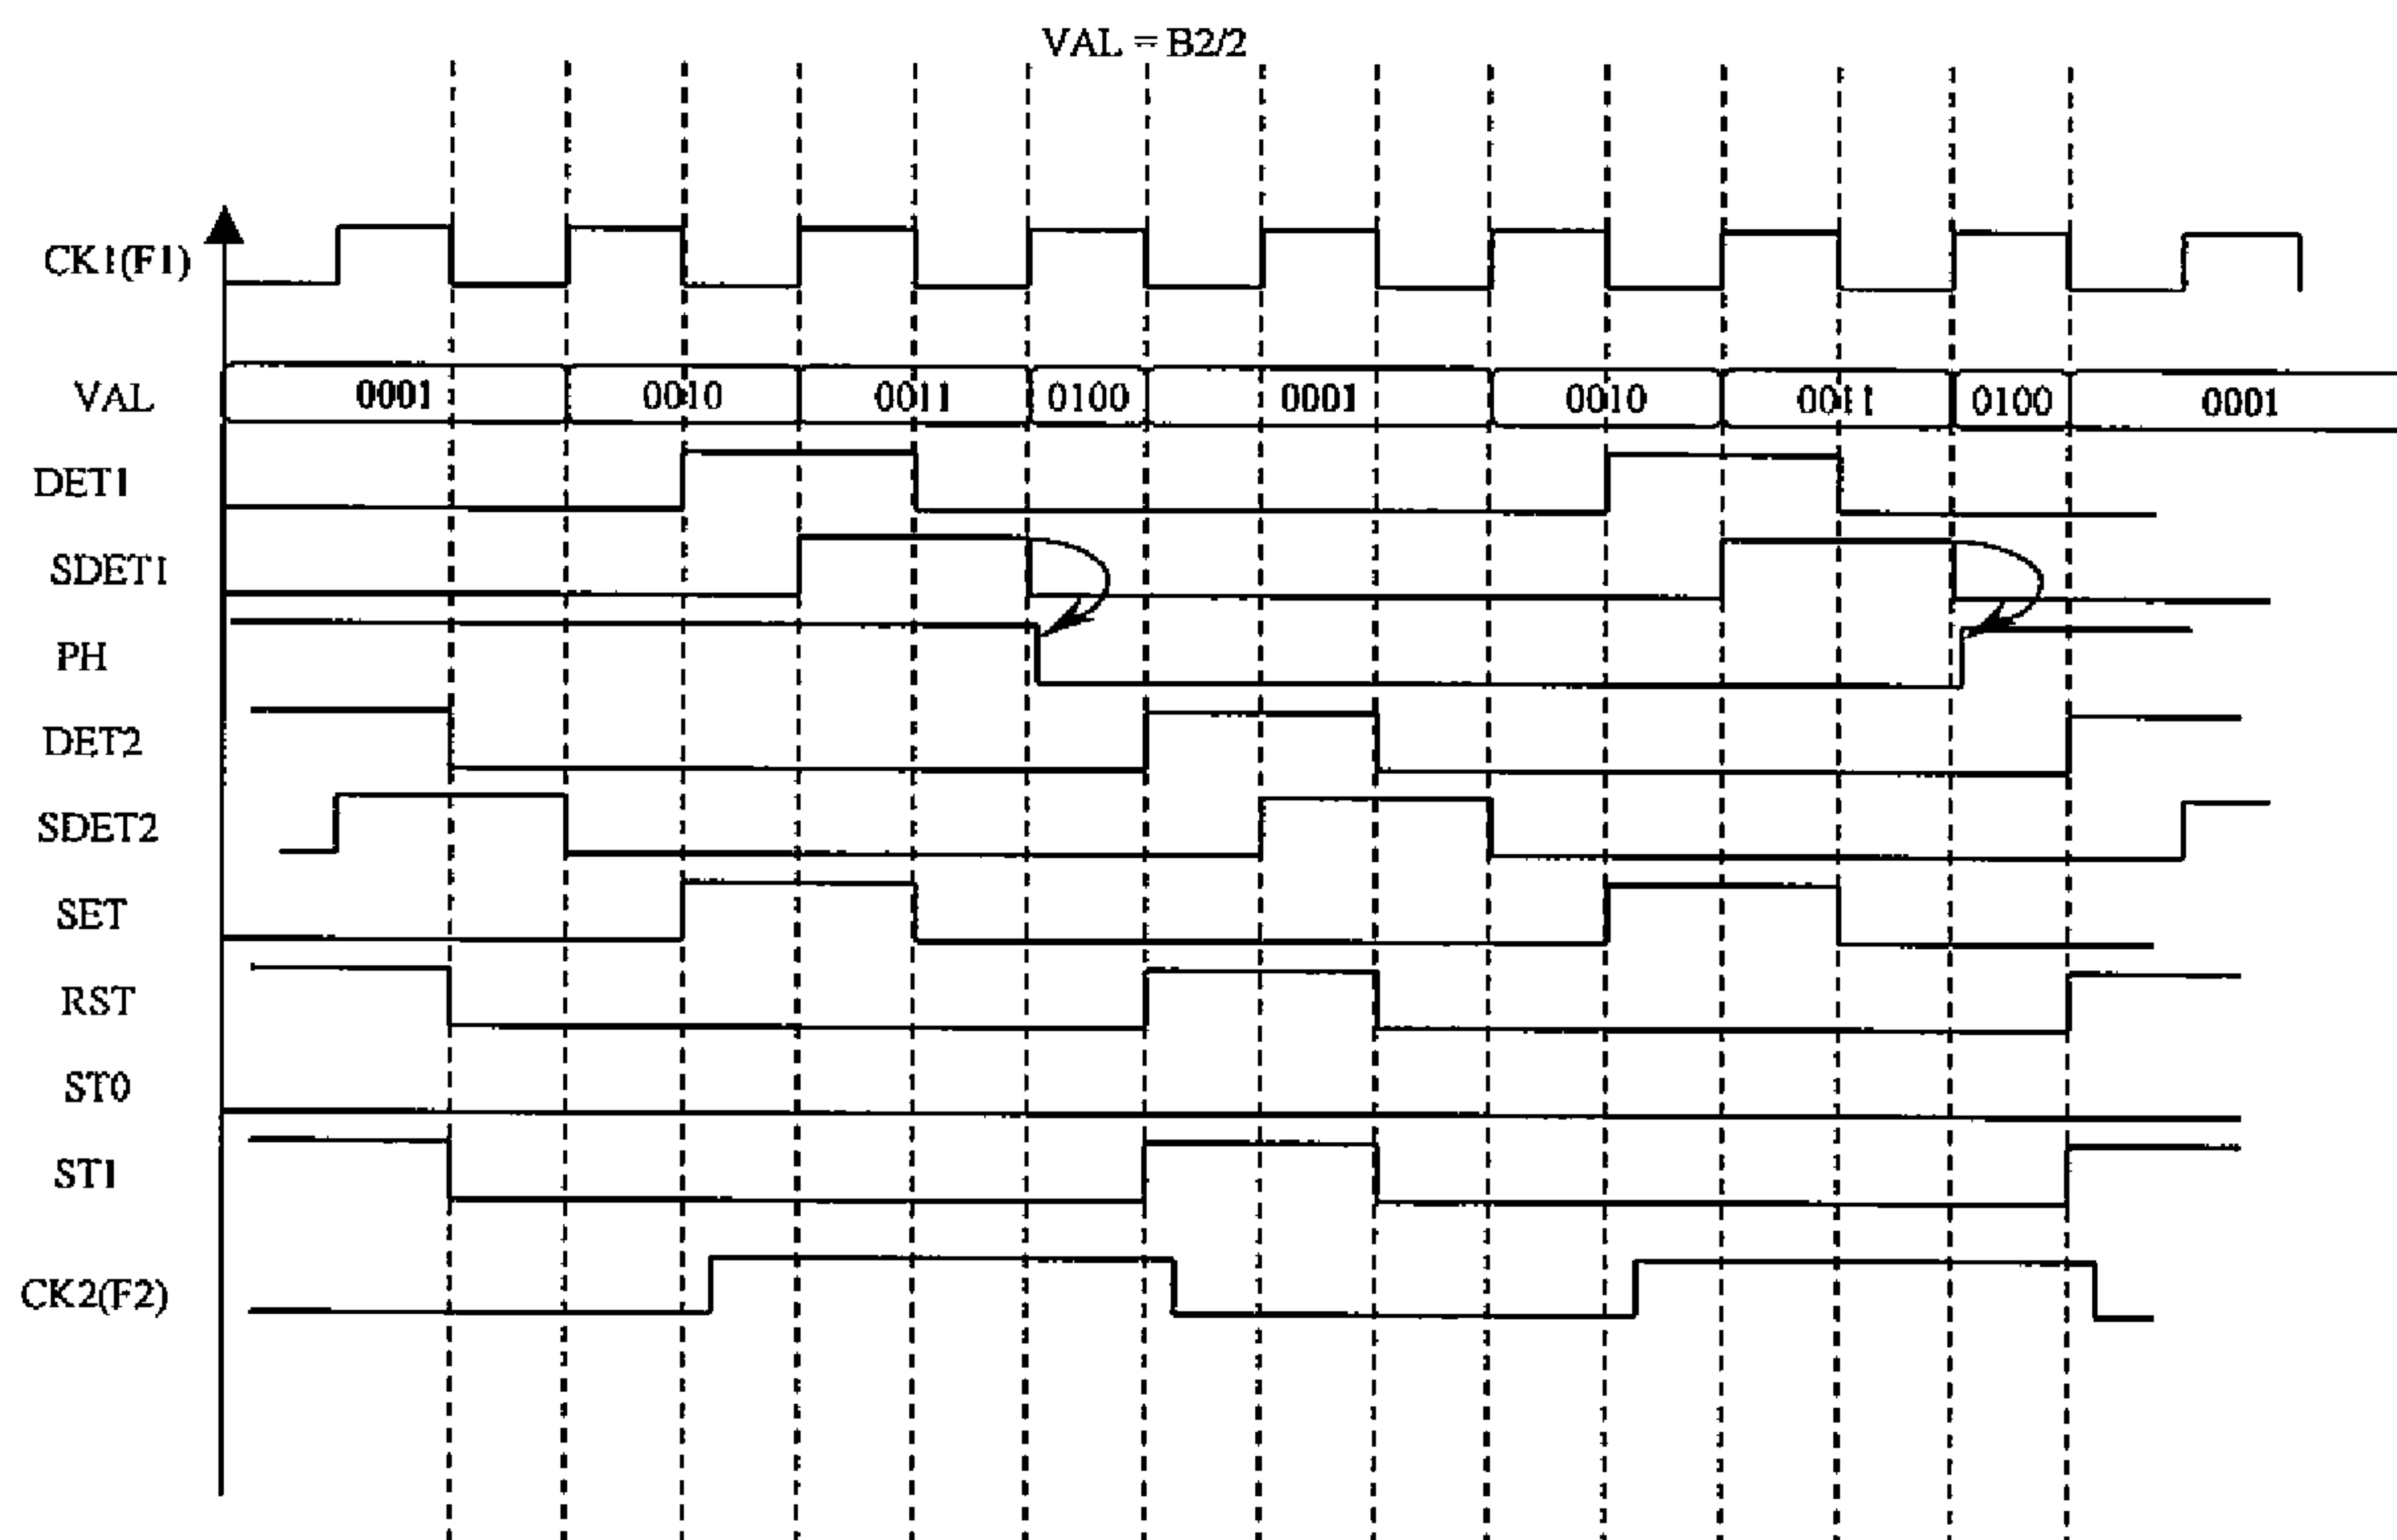 VAL = B2/2
CK1(F1)
VAL 0001 0010 0011 0100 0001 0010 0011 0100 0001
DET1
SDET1
PH
DET2
SDET2
SET
RST
ST0
ST1
CK2(F2)